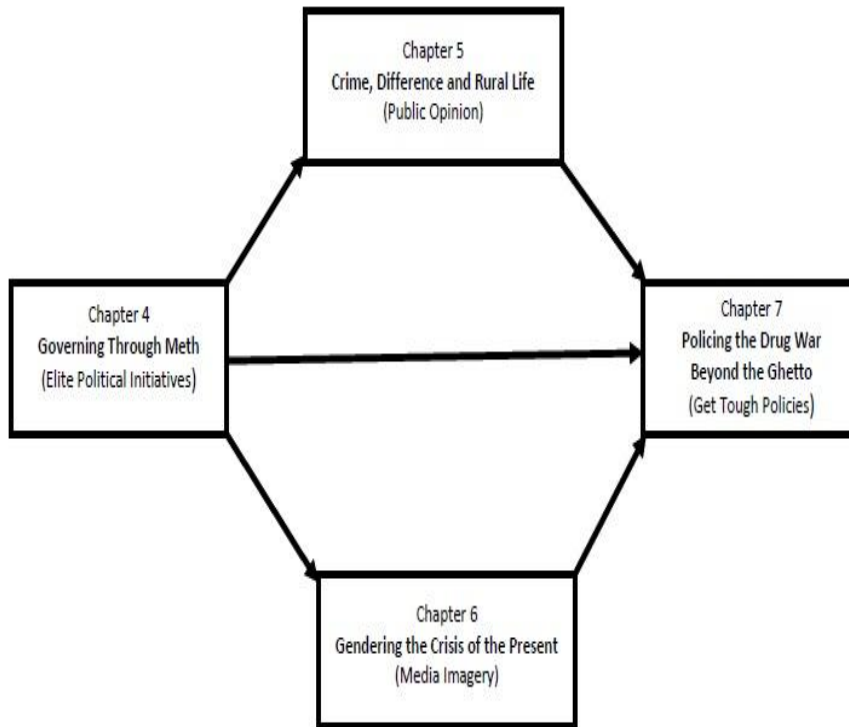 Chapter 5
Crime, Difference and Rural Life
(Public Opinion)
Chapter 4
Governing Through Meth
(Elite Political Initiatives)
Chapter 7
Policing the Drug War
Beyond the Ghetto
(Get Tough Policies)
Chapter 6
Gendering the Crisis of the Present
(Media Imagery)